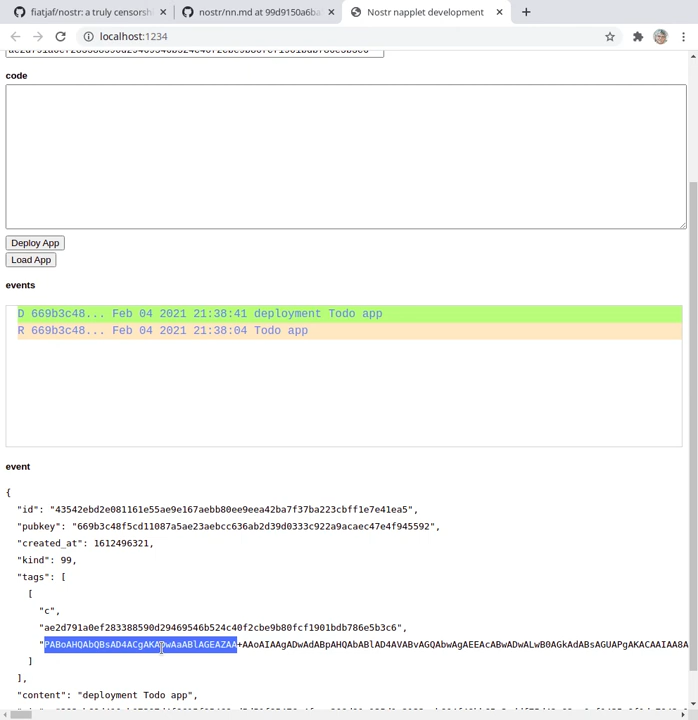 fiatjaf/nostr: a truly censorsh
nostr/nn.md at 99d9150a6ba
Nostr napplet development
localhost:1234
code
Deploy App
Load App
events
D 669b3c48... Feb 04 2021 21:38:41 deployment Todo app
R 669b3c48... Feb 04 2021 21:38:04 Todo app
event
{
"id": "43542ebd2e081161e55ae9e167aebb80ee9eea42ba7f37ba223cbff1e7e41ea5",
"pubkey": "669b3c48f5cd11087a5ae23aebcc636ab2d39d0333c922a9acaec47e4f945592",
"created_at": 1612496321,
"kind": 99,
"tags": [
[
"c",
"ae2d791a0ef283388590d29469546b524c40f2cbe9b80fcf1901bdb786e5b3c6",
]
],
"content": "deployment Todo app",